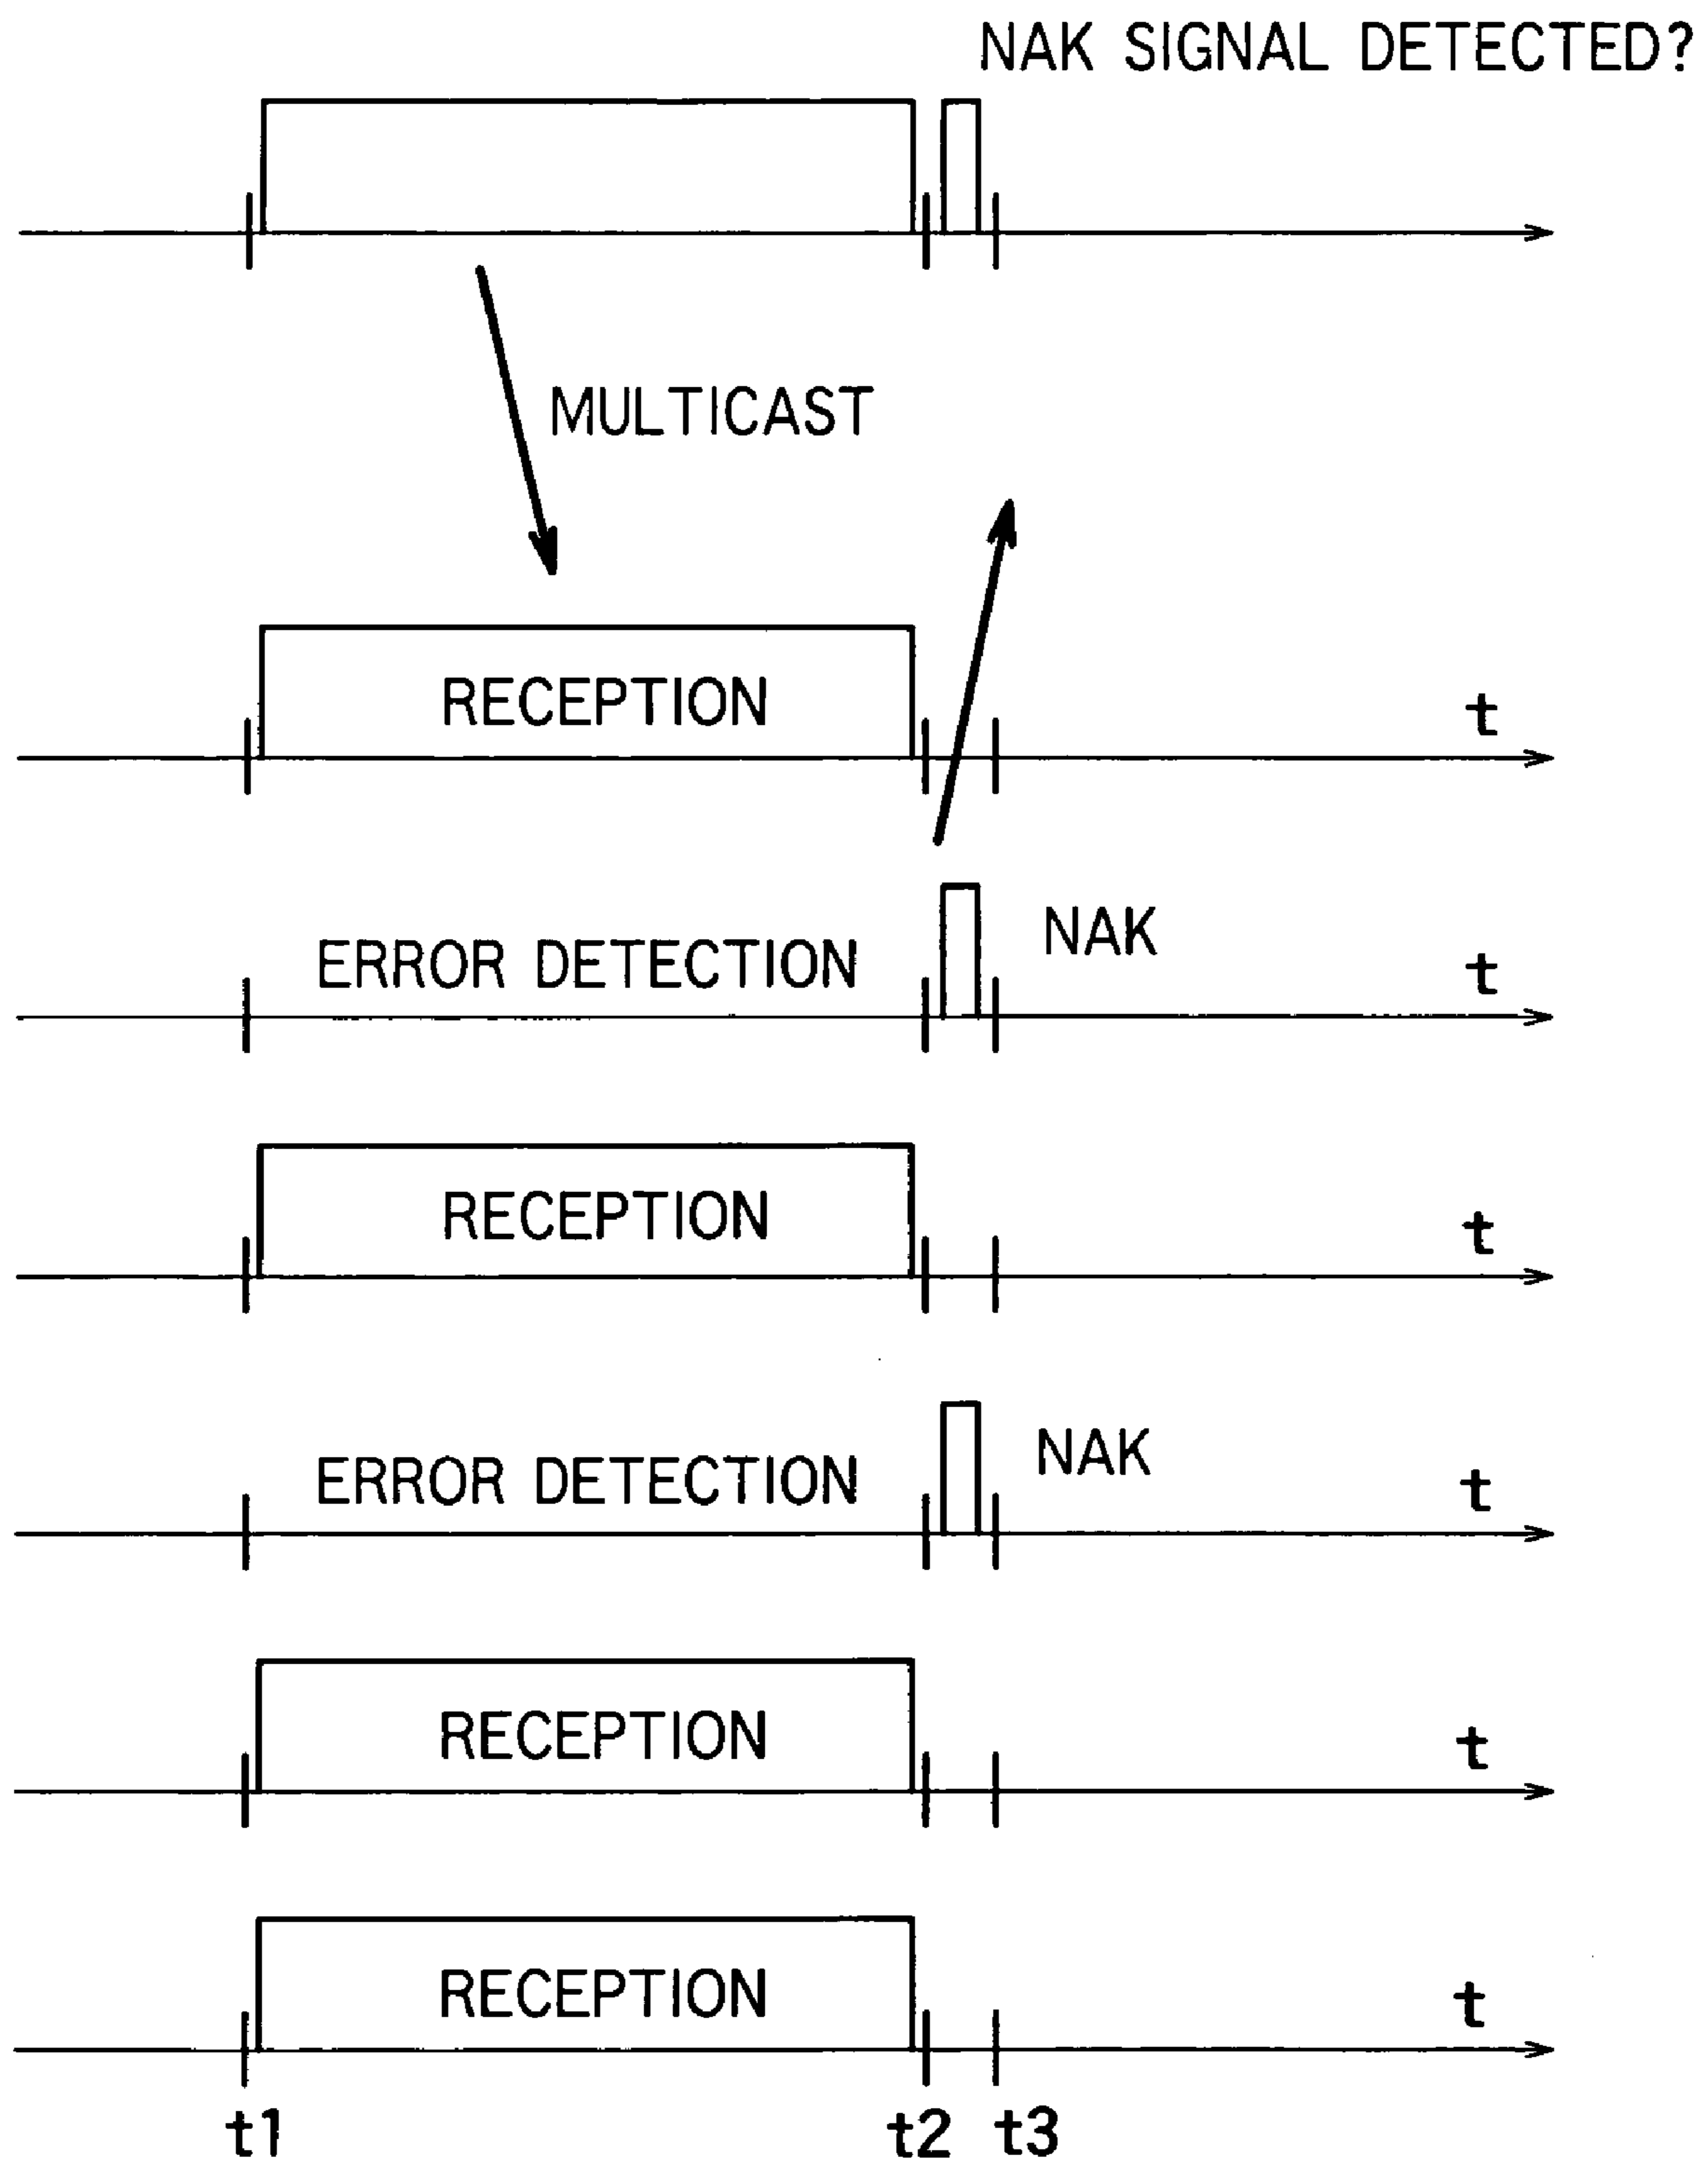 NAK SIGNAL DETECTED?
MULTICAST
RECEPTION
t
ERROR DETECTION
NAK
t
RECEPTION
t
ERROR DETECTION
NAK
t
RECEPTION
t
RECEPTION
t
t1 t2 t3